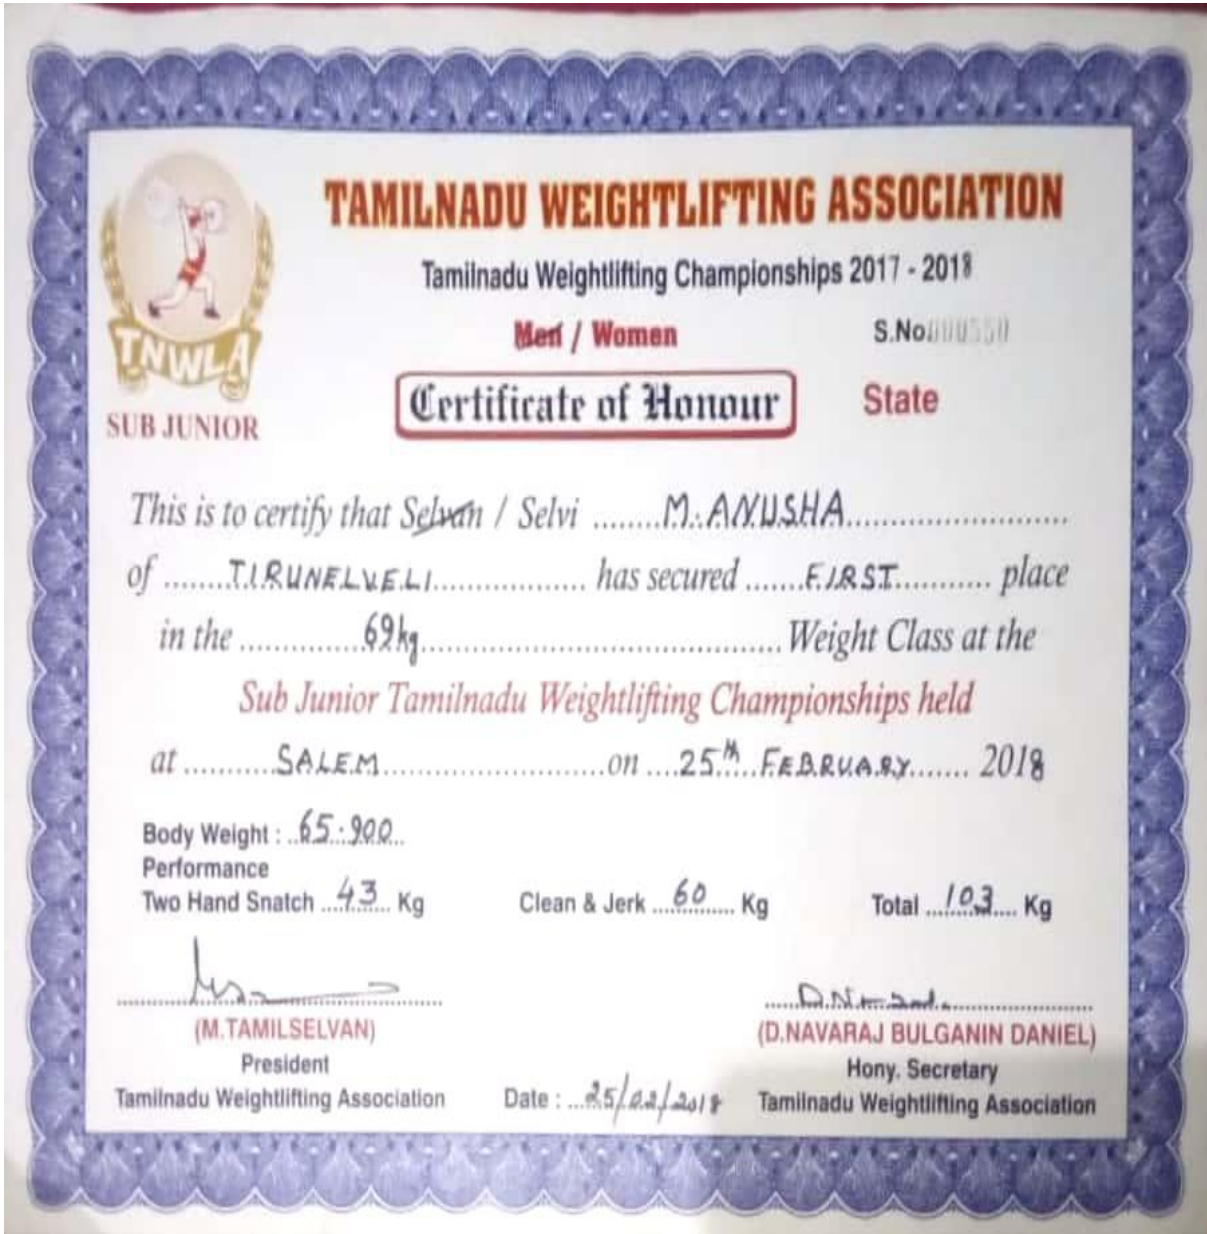 TAMILNADU WEIGHTLIFTING ASSOCIATION
Tamilnadu Weightlifting Championships 2017 - 2018
Men / Women
S.No. 000550
TNWLA
Certificate of Honour
State
SUB JUNIOR
This is to certify that Selvan / Selvi ........M. ANUSHA........................
of ........TIRUNELVELI................ has secured .......FIRST........... place
in the ...............69kg............................................. Weight Class at the
Sub Junior Tamilnadu Weightlifting Championships held
at ...........SALEM..........................on ....25th FEBRUARY....... 2018
Body Weight : ..65.900..
Performance
Two Hand Snatch ...43... Kg Clean & Jerk ...60..... Kg Total ...103.... Kg
(M.TAMILSELVAN)
President
Tamilnadu Weightlifting Association
Date : ...25/02/2018
(D.NAVARAJ BULGANIN DANIEL)
Hony. Secretary
Tamilnadu Weightlifting Association